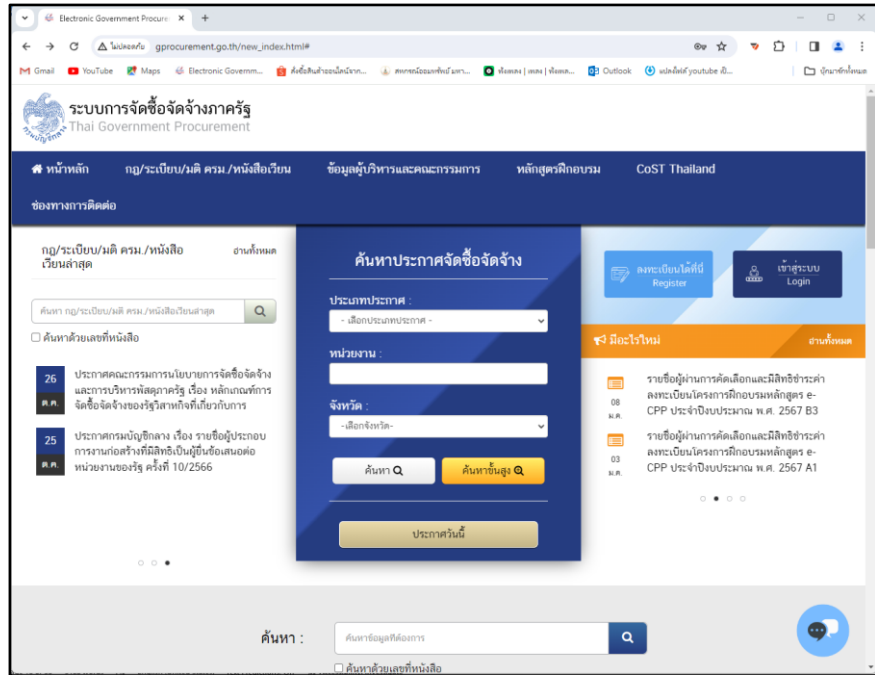 Electronic Government Procure
ไม่ปลอดภัย gprocurement.go.th/new_index.html#
Gmail
YouTube
Maps
Electronic Governm...
Outlook
ระบบการจัดซื้อจัดจ้างภาครัฐ
Thai Government Procurement
กรมบัญชีกลาง
หน้าหลัก กฎ/ระเบียบ/มติ ครม./หนังสือเวียน ข้อมูลผู้บริหารและคณะกรรมการ หลักสูตรฝึกอบรม CoST Thailand
ช่องทางการติดต่อ
กฎ/ระเบียบ/มติ ครม./หนังสือ
เวียนล่าสุด
อ่านทั้งหมด
ค้นหา กฎ/ระเบียบ/มติ ครม./หนังสือเวียนล่าสุด
ค้นหาด้วยเลขที่หนังสือ
26
ต.ค.
ประกาศคณะกรรมการนโยบายการจัดซื้อจัดจ้าง
และการบริหารพัสดุภาครัฐ เรื่อง หลักเกณฑ์การ
จัดซื้อจัดจ้างของรัฐวิสาหกิจที่เกี่ยวกับการ
25
ต.ค.
ประกาศกรมบัญชีกลาง เรื่อง รายชื่อผู้ประกอบ
การงานก่อสร้างที่มีสิทธิเป็นผู้ยื่นข้อเสนอต่อ
หน่วยงานของรัฐ ครั้งที่ 10/2566
ค้นหาประกาศจัดซื้อจัดจ้าง
ประเภทประกาศ :
- เลือกประเภทประกาศ -
หน่วยงาน :
จังหวัด :
-เลือกจังหวัด-
ค้นหา
ค้นหาขั้นสูง
ประกาศวันนี้
ลงทะเบียนได้ที่นี่
Register
เข้าสู่ระบบ
Login
มีอะไรใหม่
อ่านทั้งหมด
08
ม.ค.
รายชื่อผู้ผ่านการคัดเลือกและมีสิทธิชำระค่า
ลงทะเบียนโครงการฝึกอบรมหลักสูตร e-
CPP ประจำปีงบประมาณ พ.ศ. 2567 B3
03
ม.ค.
รายชื่อผู้ผ่านการคัดเลือกและมีสิทธิชำระค่า
ลงทะเบียนโครงการฝึกอบรมหลักสูตร e-
CPP ประจำปีงบประมาณ พ.ศ. 2567 A1
ค้นหา :
ค้นหาข้อมูลที่ต้องการ
ค้นหาด้วยเลขที่หนังสือ